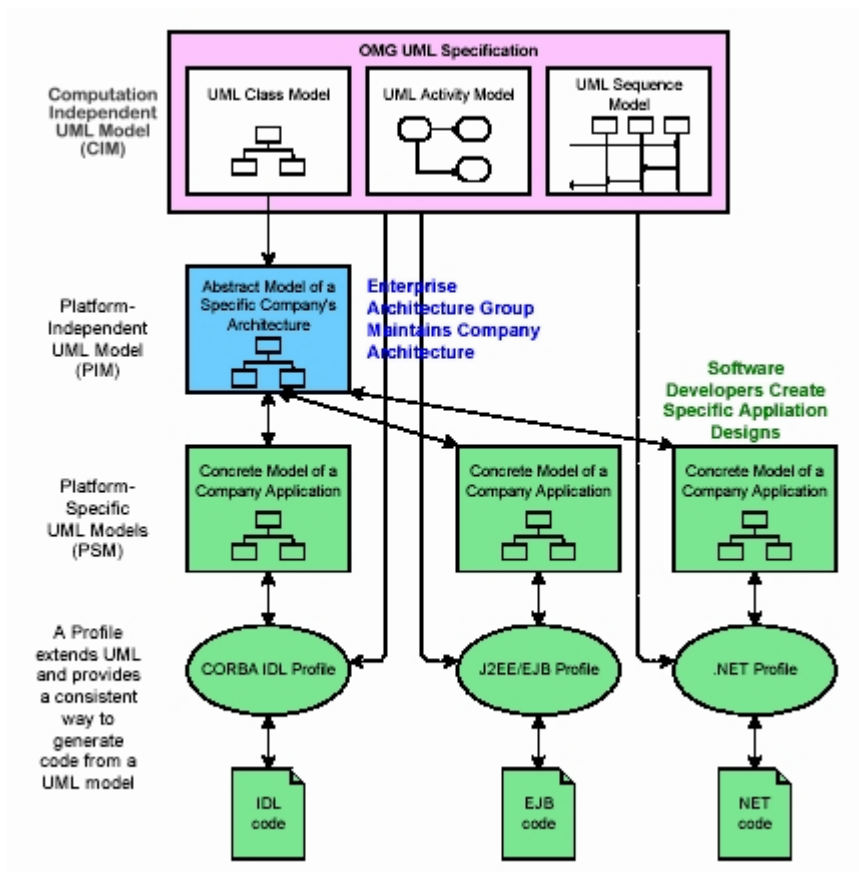 OMG UML Specification
Computation
Independent
UML Model
(CIM)
UML Class Model
UML Activity Model
UML Sequence
Model
Platform-
Independent
UML Model
(PIM)
Abstract Model of a
Specific Company's
Architecture
Enterprise
Architecture Group
Maintains Company
Architecture
Software
Developers Create
Specific Appliation
Designs
Platform-
Specific
UML Models
(PSM)
Concrete Model of a
Company Application
Concrete Model of a
Company Application
Concrete Model of a
Company Application
A Profile
extends UML
and provides
a consistent
way to
generate
code from a
UML model
CORBA IDL Profile
J2EE/EJB Profile
.NET Profile
IDL
code
EJB
code
NET
code